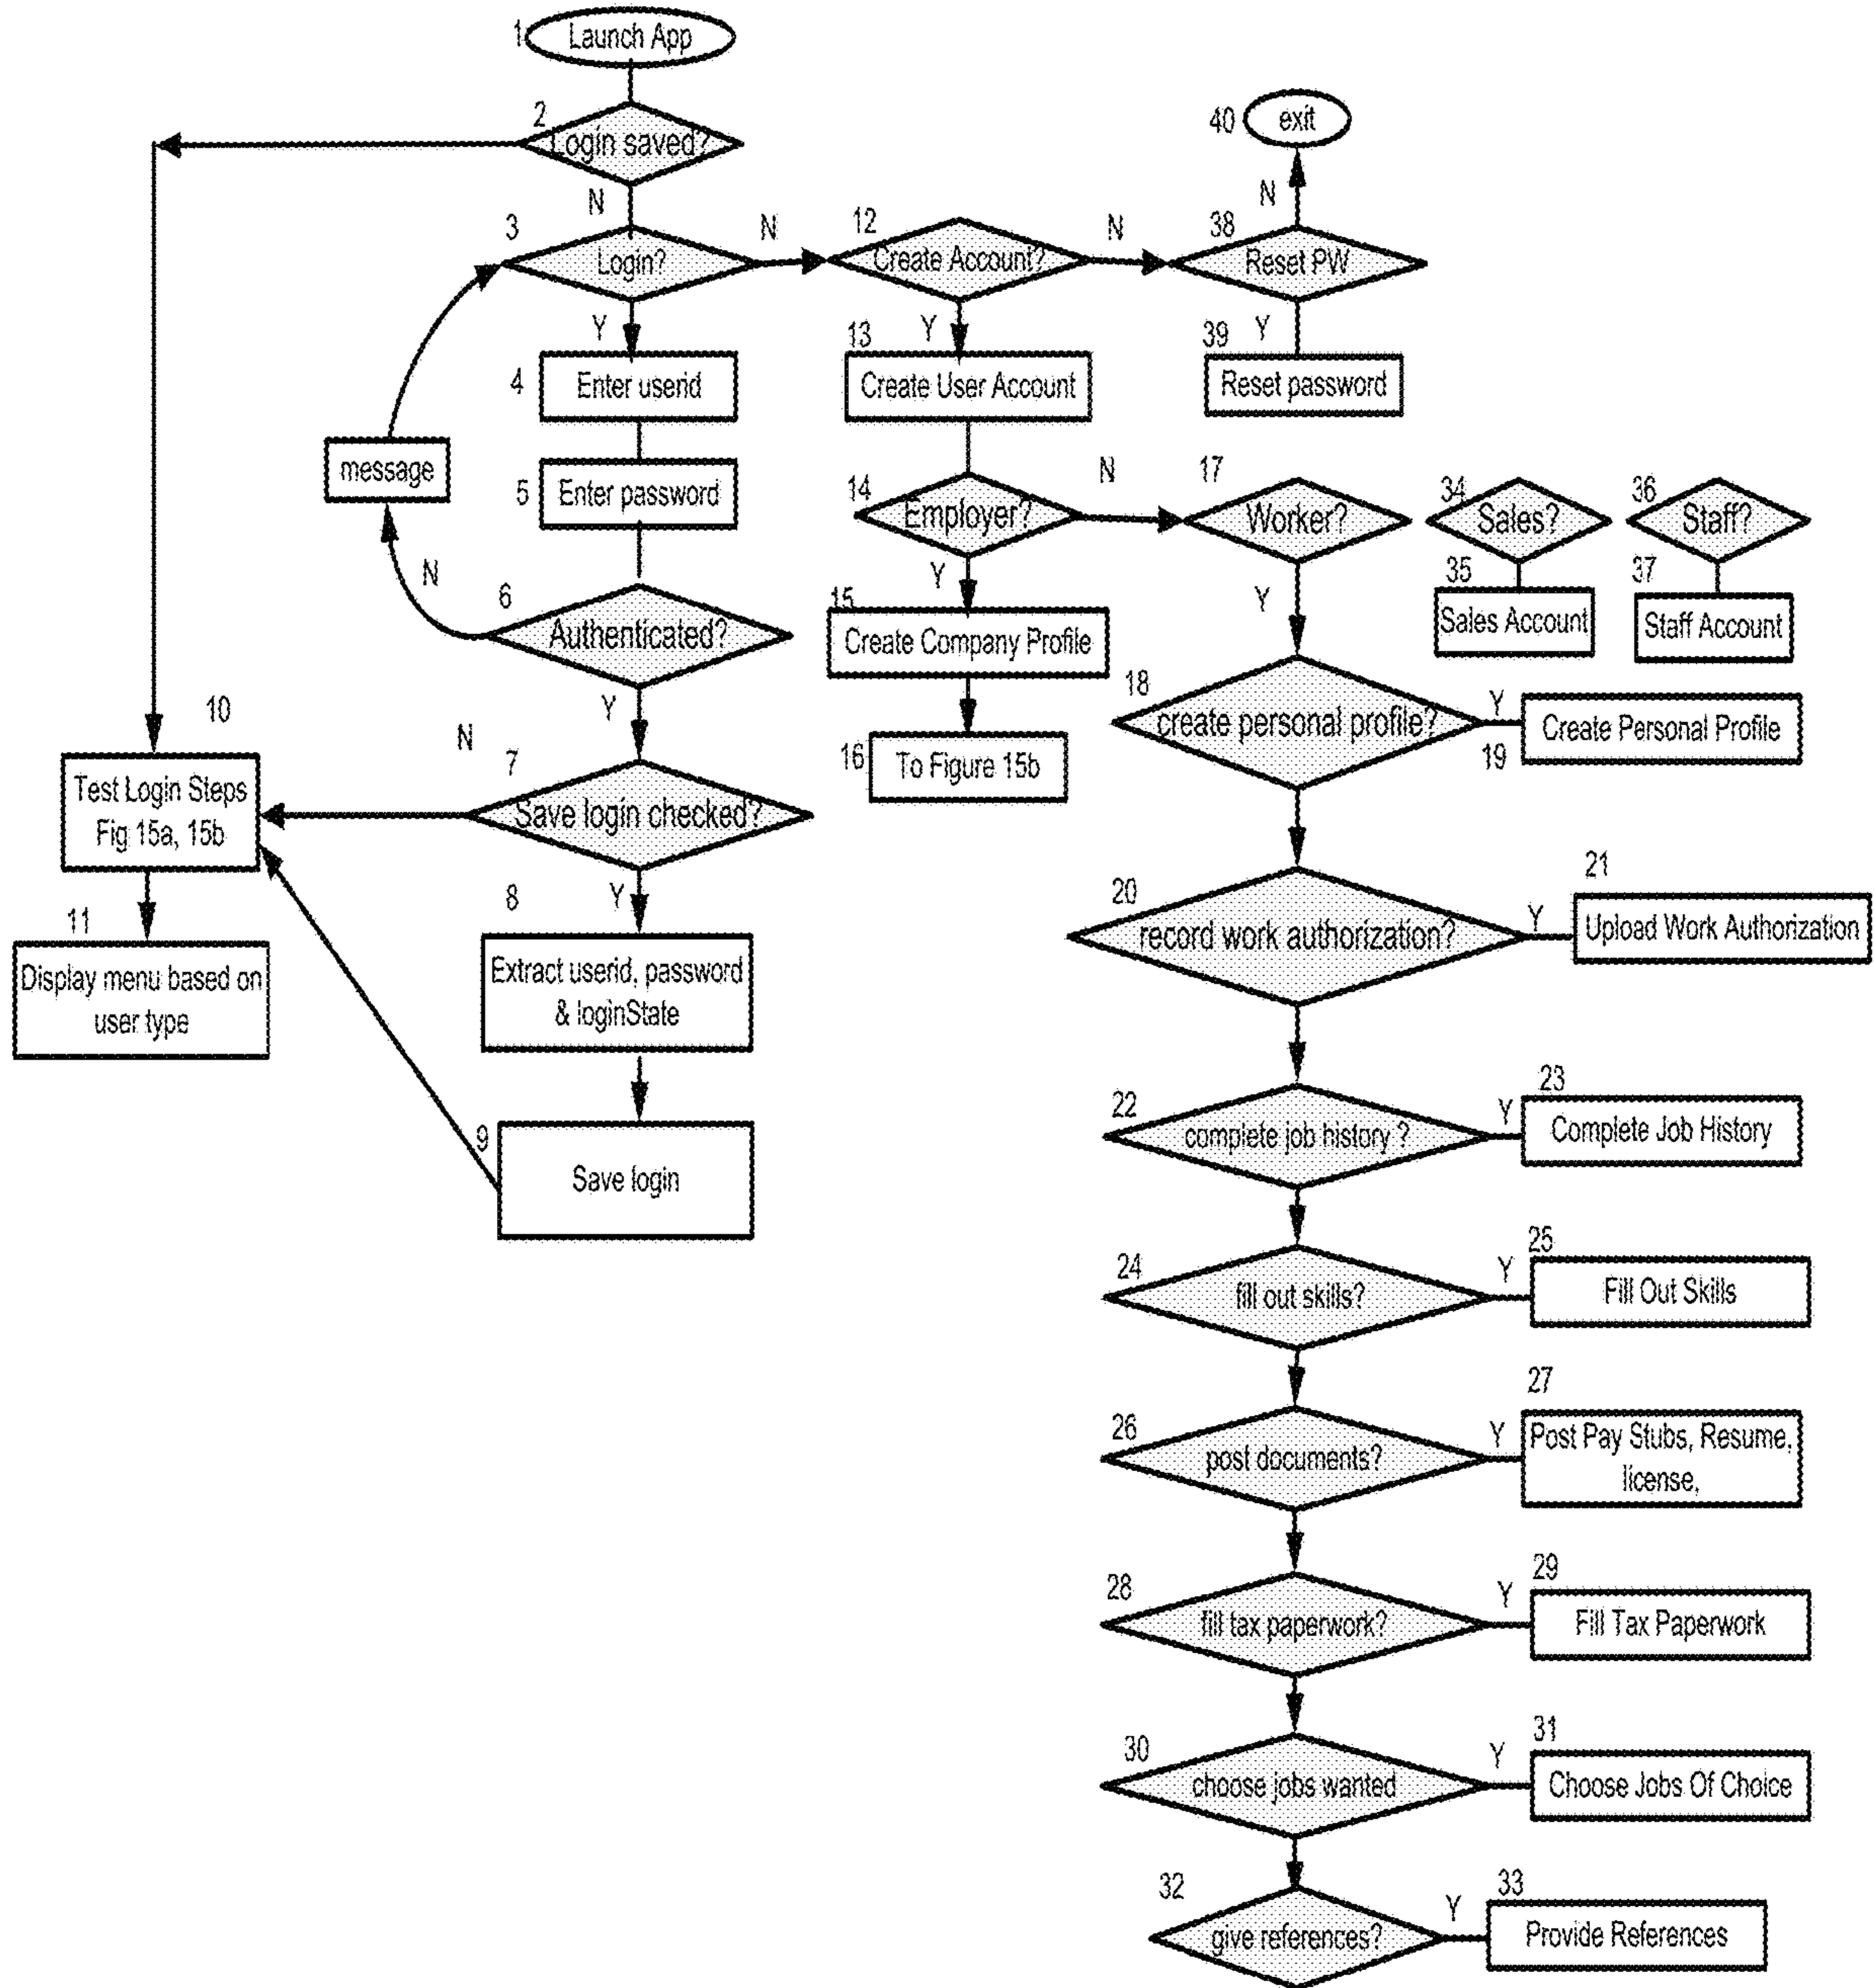 1
Launch App
2
Login saved?
40
exit
N
N
3
Login?
N
12
Create Account?
N
38
Reset PW
Y
4
Enter userid
13
Y
Create User Account
39
Y
Reset password
message
5
Enter password
14
Employer?
N
17
Worker?
34
Sales?
36
Staff?
N
6
Authenticated?
Y
15
Create Company Profile
Y
35
Sales Account
37
Staff Account
10
Test Login Steps
Fig 15a, 15b
N
Y
7
Save login checked?
16
To Figure 15b
18
create personal profile?
Y
19
Create Personal Profile
11
Display menu based on
user type
8
Y
Extract userid, password
& loginState
20
record work authorization?
Y
21
Upload Work Authorization
9
Save login
22
complete job history ?
Y
23
Complete Job History
24
fill out skills?
Y
25
Fill Out Skills
26
post documents?
Y
27
Post Pay Stubs, Resume,
license,
28
fill tax paperwork?
Y
29
Fill Tax Paperwork
30
choose jobs wanted
Y
31
Choose Jobs Of Choice
32
give references?
Y
33
Provide References